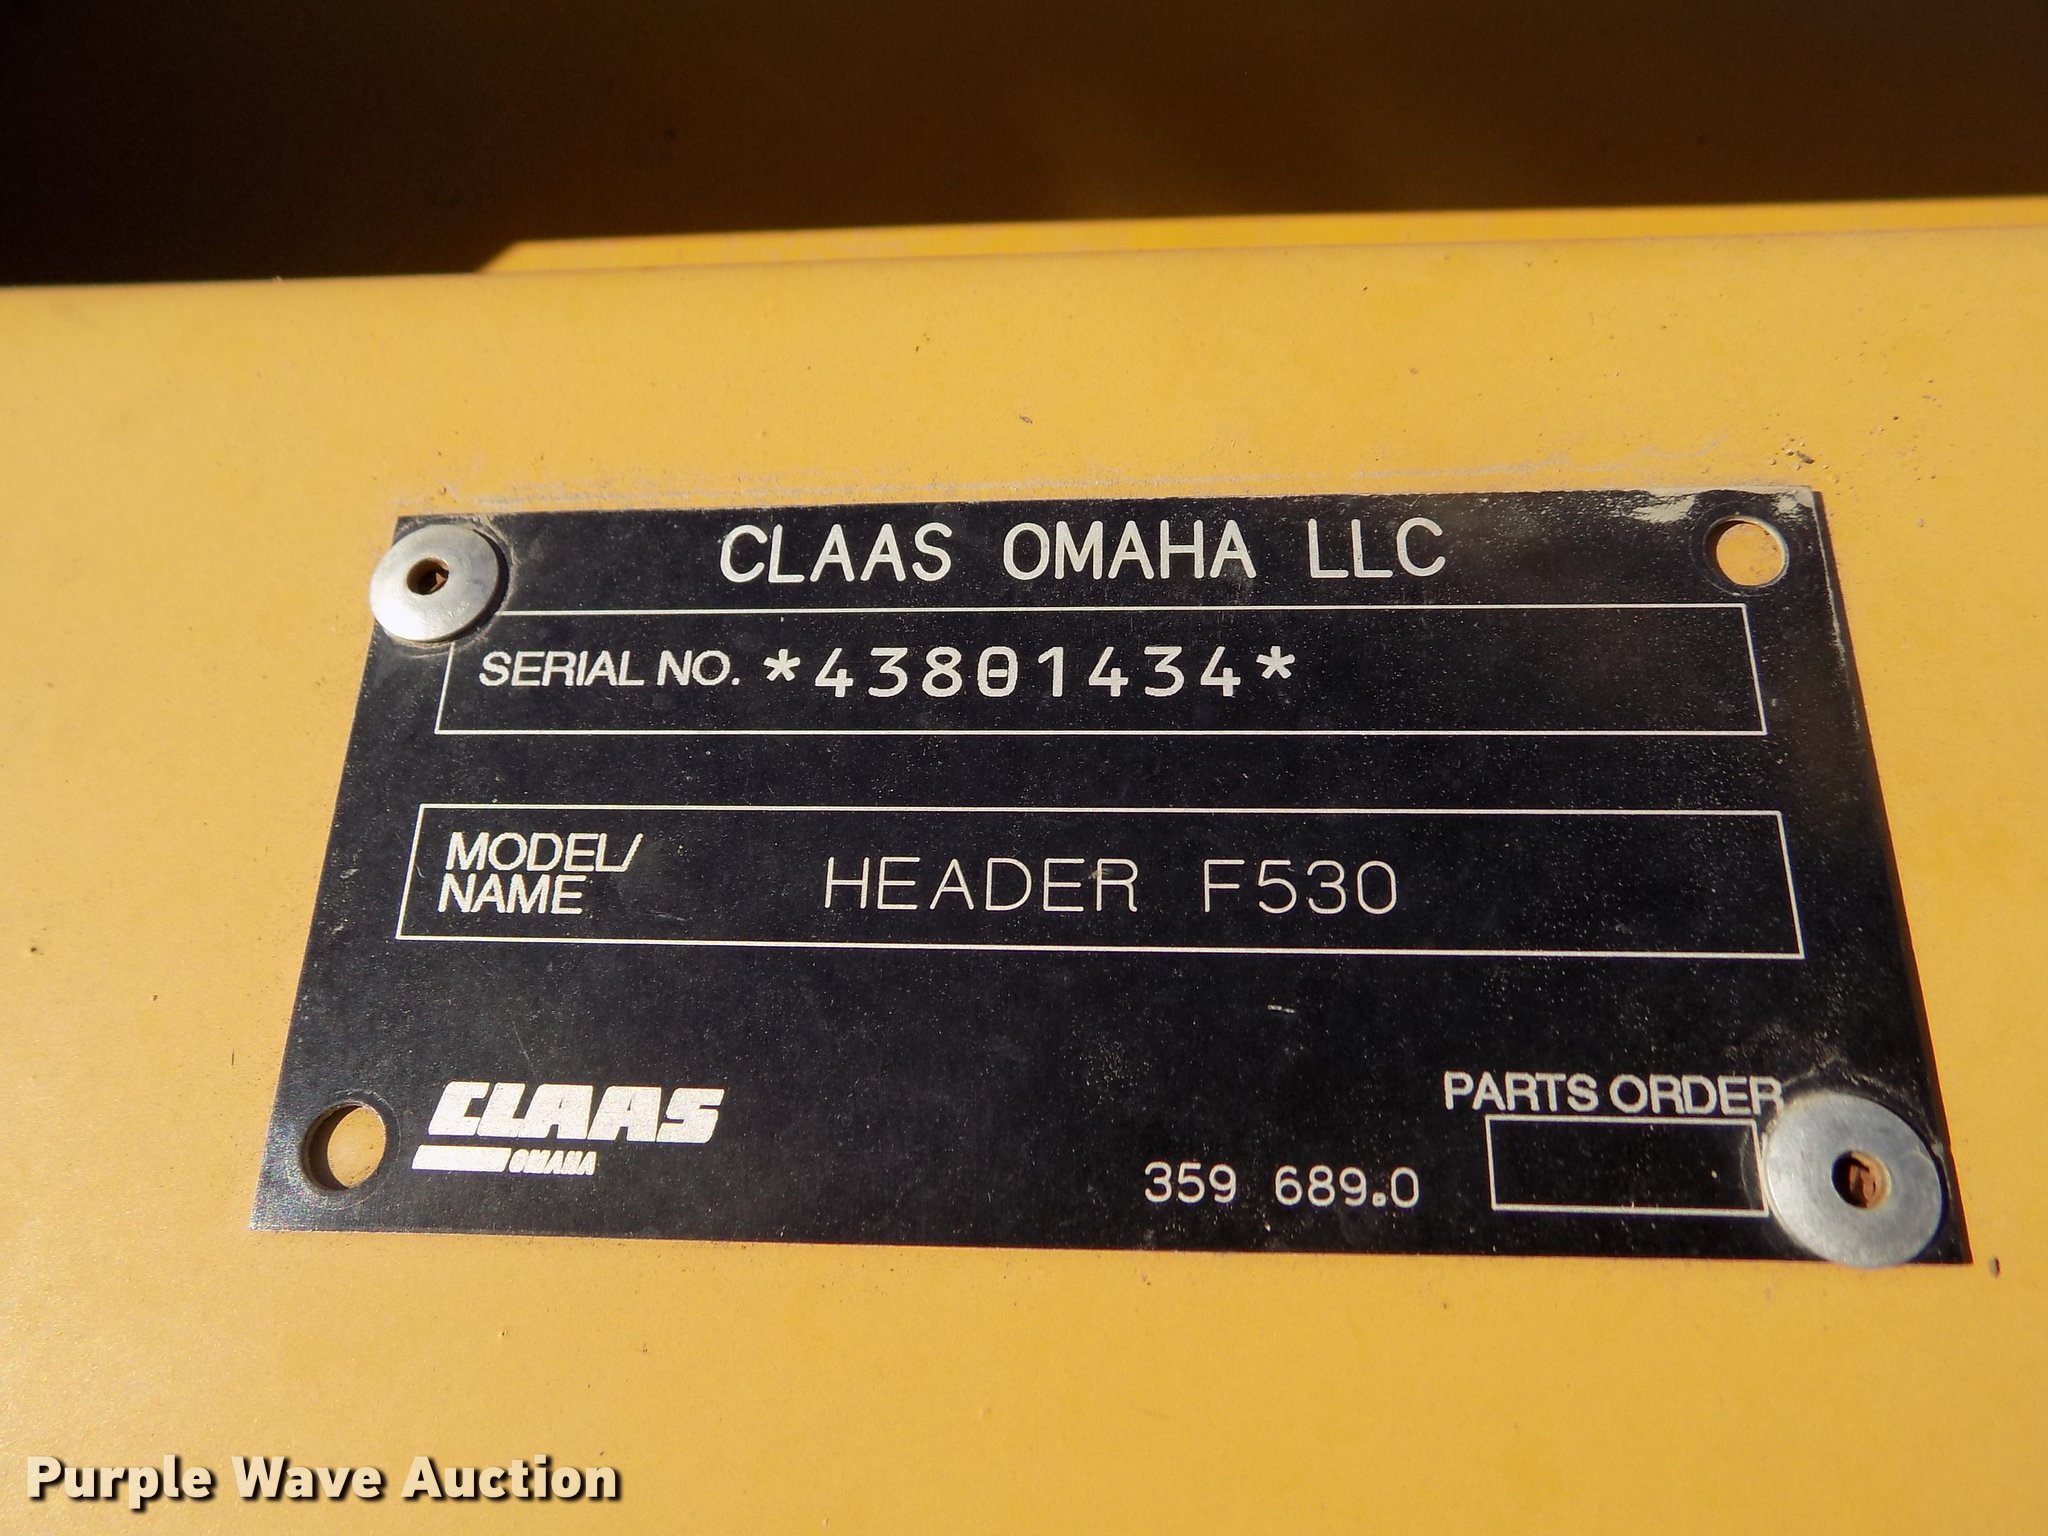 CLAAS OMAHA LLC
SERIAL NO. *43801434*
MODEL/
NAME
HEADER F530
CLAAS
OMAHA
PARTS ORDER
359 689.0
Purple Wave Auction